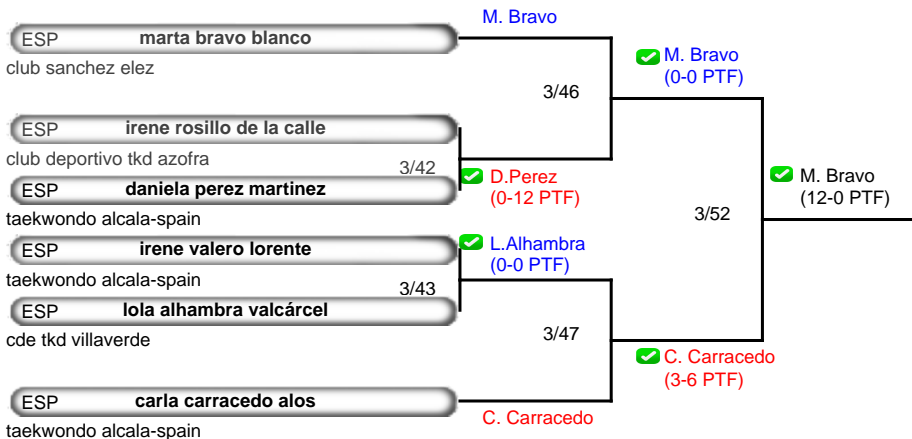 M. Bravo
ESP marta bravo blanco
club sanchez elez
M. Bravo
(0-0 PTF)
3/46
ESP irene rosillo de la calle
club deportivo tkd azofra
3/42
ESP daniela perez martinez
taekwondo alcala-spain
D.Perez
(0-12 PTF)
M. Bravo
(12-0 PTF)
3/52
ESP irene valero lorente
taekwondo alcala-spain
L.Alhambra
(0-0 PTF)
3/43
ESP lola alhambra valcárcel
cde tkd villaverde
3/47
C. Carracedo
(3-6 PTF)
ESP carla carracedo alos
taekwondo alcala-spain
C. Carracedo